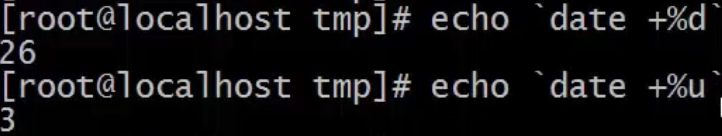 [root@localhost tmp]# echo `date +%d`
26
[root@localhost tmp]# echo `date +%u`
3